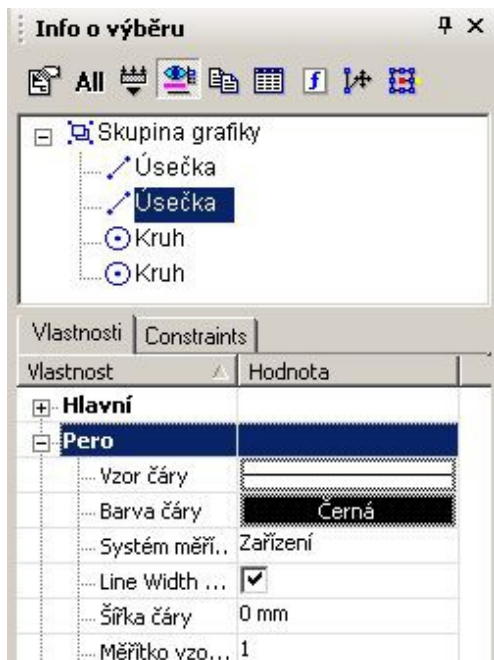 Info o výběru
All f
Skupina grafiky
Úsečka
Úsečka
Kruh
Kruh
Vlastnosti Constraints
Vlastnost Hodnota
Hlavní
Pero
Vzor čáry
Barva čáry Černá
Systém měří.. Zařízení
Line Width ...
Šířka čáry 0 mm
Měřítko vzo... 1